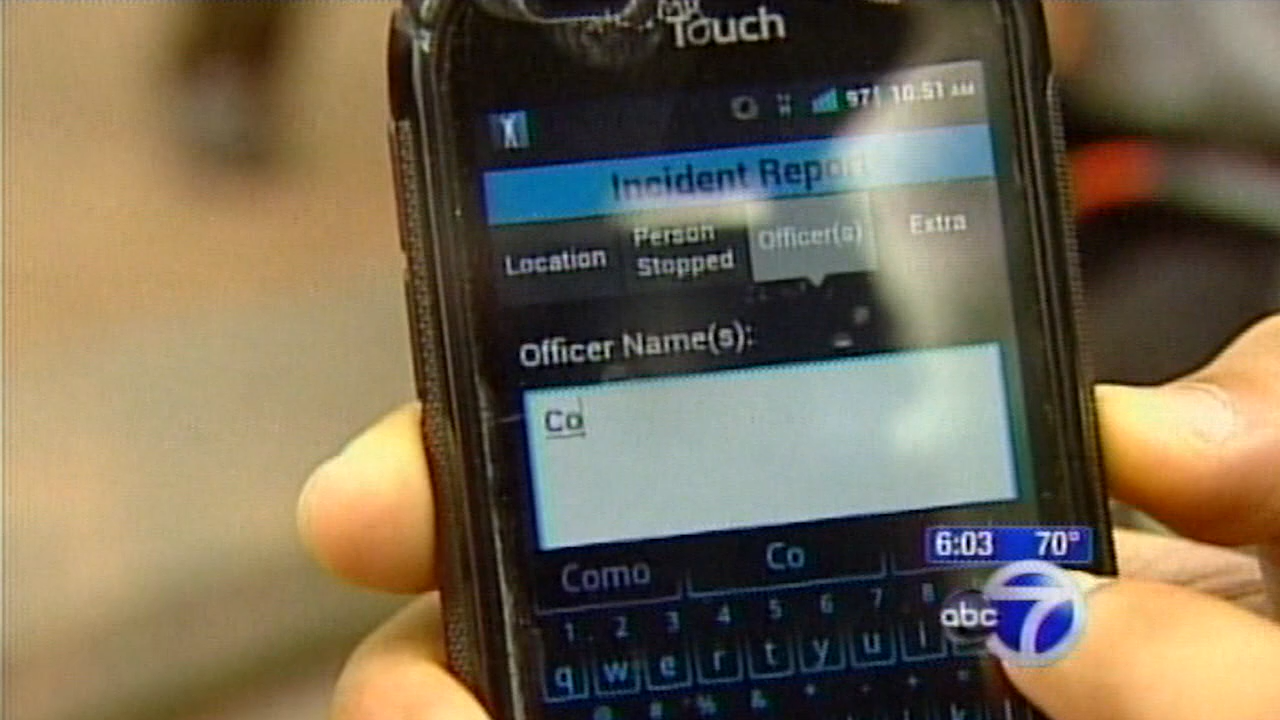 my
Touch
97% 10:51 AM
Incident Report
Location
Person
Stopped
Officer(s)
Extra
Officer Name(s):
Co
Como
Co
1 2 3 4 5 6 7 8
q w e r t y u i
# % &
k
6:03 70°
abc 7